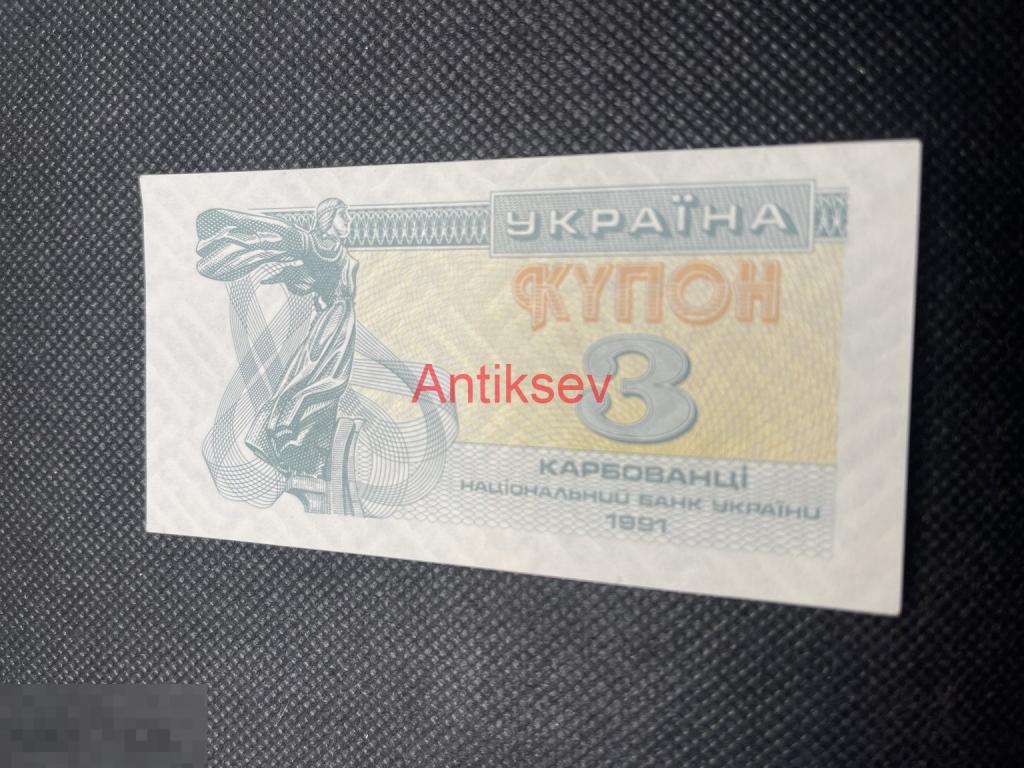 УКРАЇНА
КУПОН
3
Antiksev
КАРБОВАНЦІ
НАЦІОНАЛЬНИЙ БАНК УКРАЇНИ
1991